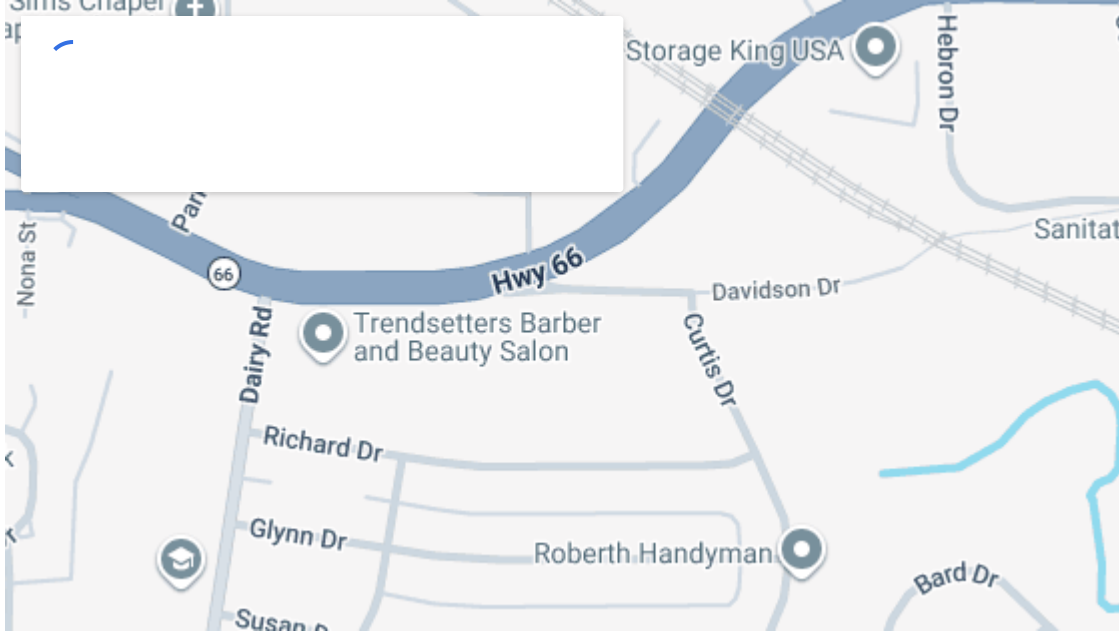 Sims Chapel
Storage King USA
Hebron Dr
Nona St
66
Hwy 66
Sanitat
Davidson Dr
Dairy Rd
Trendsetters Barber
and Beauty Salon
Curtis Dr
Richard Dr
Glynn Dr
Roberth Handyman
Bard Dr
Susan